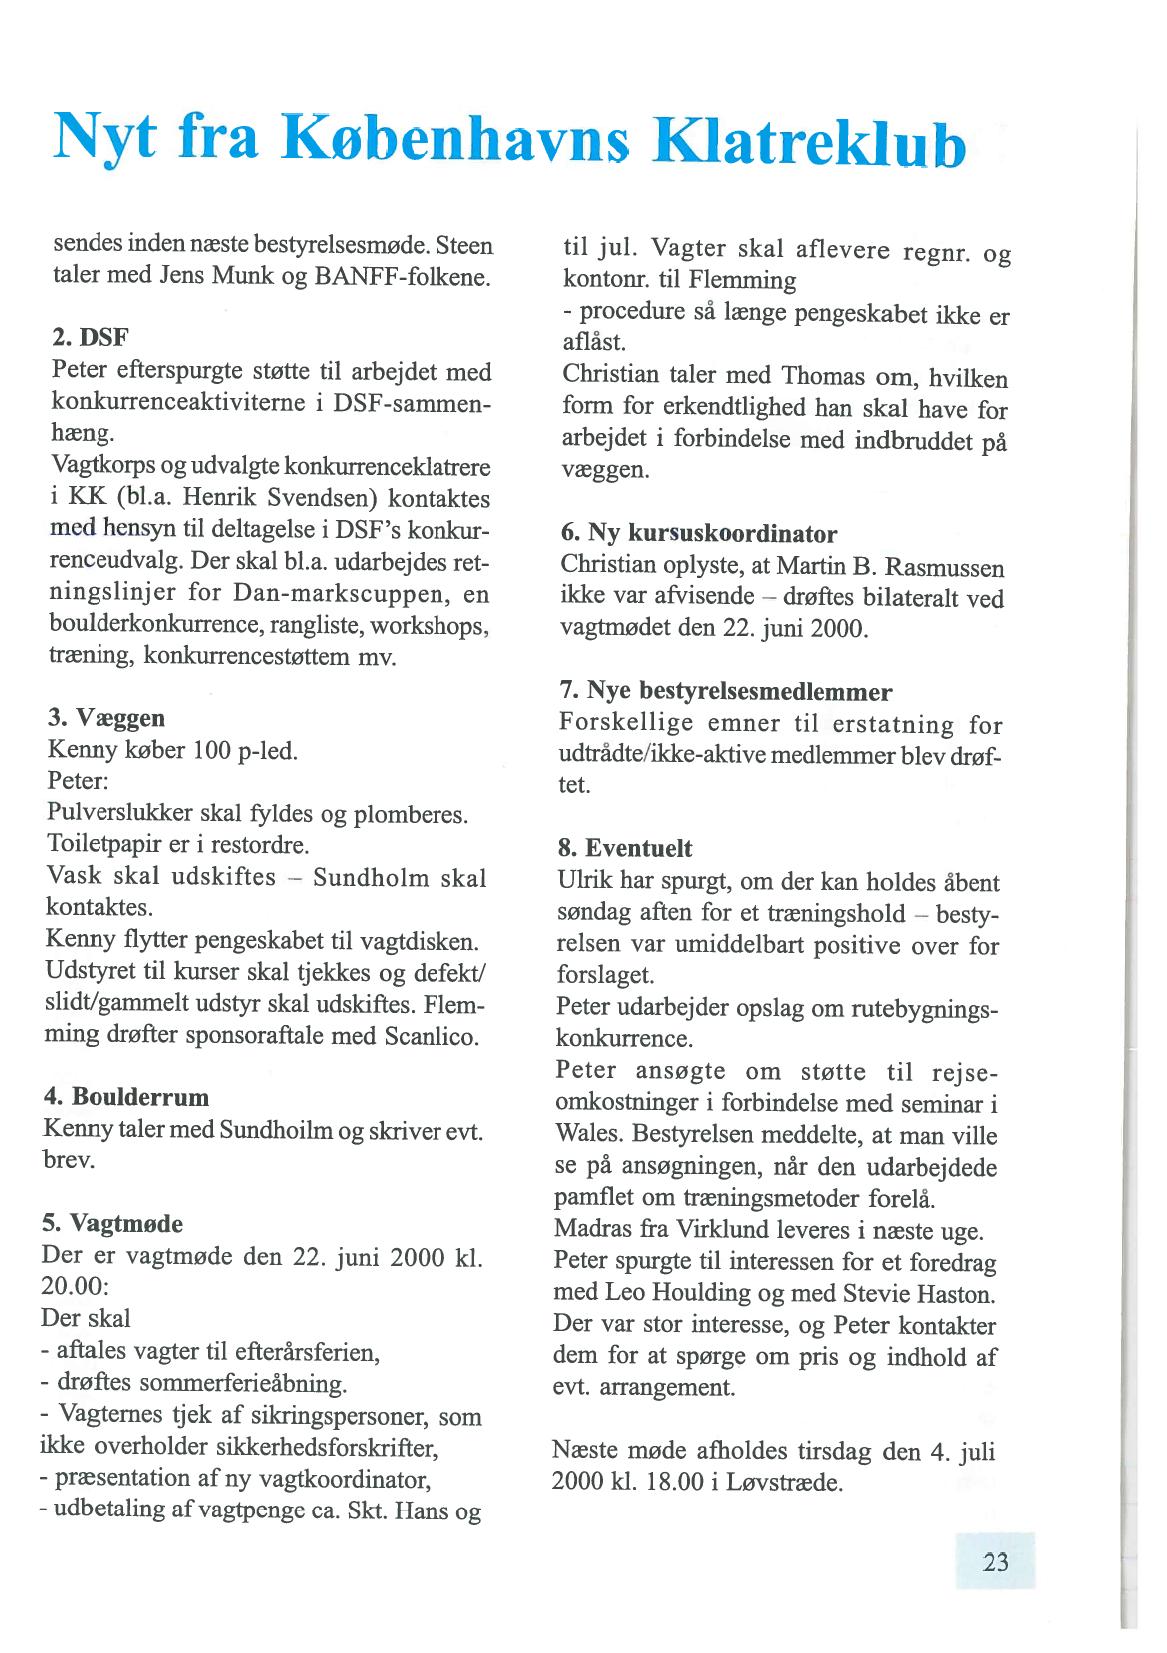 Nyt fra Københavns Klatreklub
sendes inden næste bestyrelsesmøde. Steen
taler med Jens Munk og BANFF-folkene.
2. DSF
Peter efterspurgte støtte til arbejdet med
konkurrenceaktiviterne i DSF-sammen-
hæng.
Vagtkorps og udvalgte konkurrenceklatrere
i KK (bl.a. Henrik Svendsen) kontaktes
med hensyn til deltagelse i DSF's konkur-
renceudvalg. Der skal bl.a. udarbejdes ret-
ningslinjer for Dan-markscuppen, en
boulderkonkurrence, rangliste, workshops,
træning, konkurrencestøttem mv.
3. Væggen
Kenny køber 100 p-led.
Peter:
Pulverslukker skal fyldes og plomberes.
Toiletpapir er i restordre.
Vask skal udskiftes – Sundholm skal
kontaktes.
Kenny flytter pengeskabet til vagtdisken.
Udstyret til kurser skal tjekkes og defekt/
slidt/gammelt udstyr skal udskiftes. Flem-
ming drøfter sponsoraftale med Scanlico.
4. Boulderrum
Kenny taler med Sundhoilm og skriver evt.
brev.
5. Vagtmøde
Der er vagtmøde den 22. juni 2000 kl.
20.00:
Der skal
- aftales vagter til efterårsferien,
- drøftes sommerferieåbning.
- Vagternes tjek af sikringspersoner, som
ikke overholder sikkerhedsforskrifter,
- præsentation af ny vagtkoordinator,
- udbetaling af vagtpenge ca. Skt. Hans og
til jul. Vagter skal aflevere regnr. og
kontonr. til Flemming
- procedure så længe pengeskabet ikke er
aflåst.
Christian taler med Thomas om, hvilken
form for erkendtlighed han skal have for
arbejdet i forbindelse med indbruddet på
væggen.
6. Ny kursuskoordinator
Christian oplyste, at Martin B. Rasmussen
ikke var afvisende – drøftes bilateralt ved
vagtmødet den 22. juni 2000.
7. Nye bestyrelsesmedlemmer
Forskellige emner til erstatning for
udtrådte/ikke-aktive medlemmer blev drøf-
tet.
8. Eventuelt
Ulrik har spurgt, om der kan holdes åbent
søndag aften for et træningshold – besty-
relsen var umiddelbart positive over for
forslaget.
Peter udarbejder opslag om rutebygnings-
konkurrence.
Peter ansøgte om støtte til rejse-
omkostninger i forbindelse med seminar i
Wales. Bestyrelsen meddelte, at man ville
se på ansøgningen, når den udarbejdede
pamflet om træningsmetoder forelå.
Madras fra Virklund leveres i næste uge.
Peter spurgte til interessen for et foredrag
med Leo Houlding og med Stevie Haston.
Der var stor interesse, og Peter kontakter
dem for at spørge om pris og indhold af
evt. arrangement.
Næste møde afholdes tirsdag den 4. juli
2000 kl. 18.00 i Løvstræde.
23